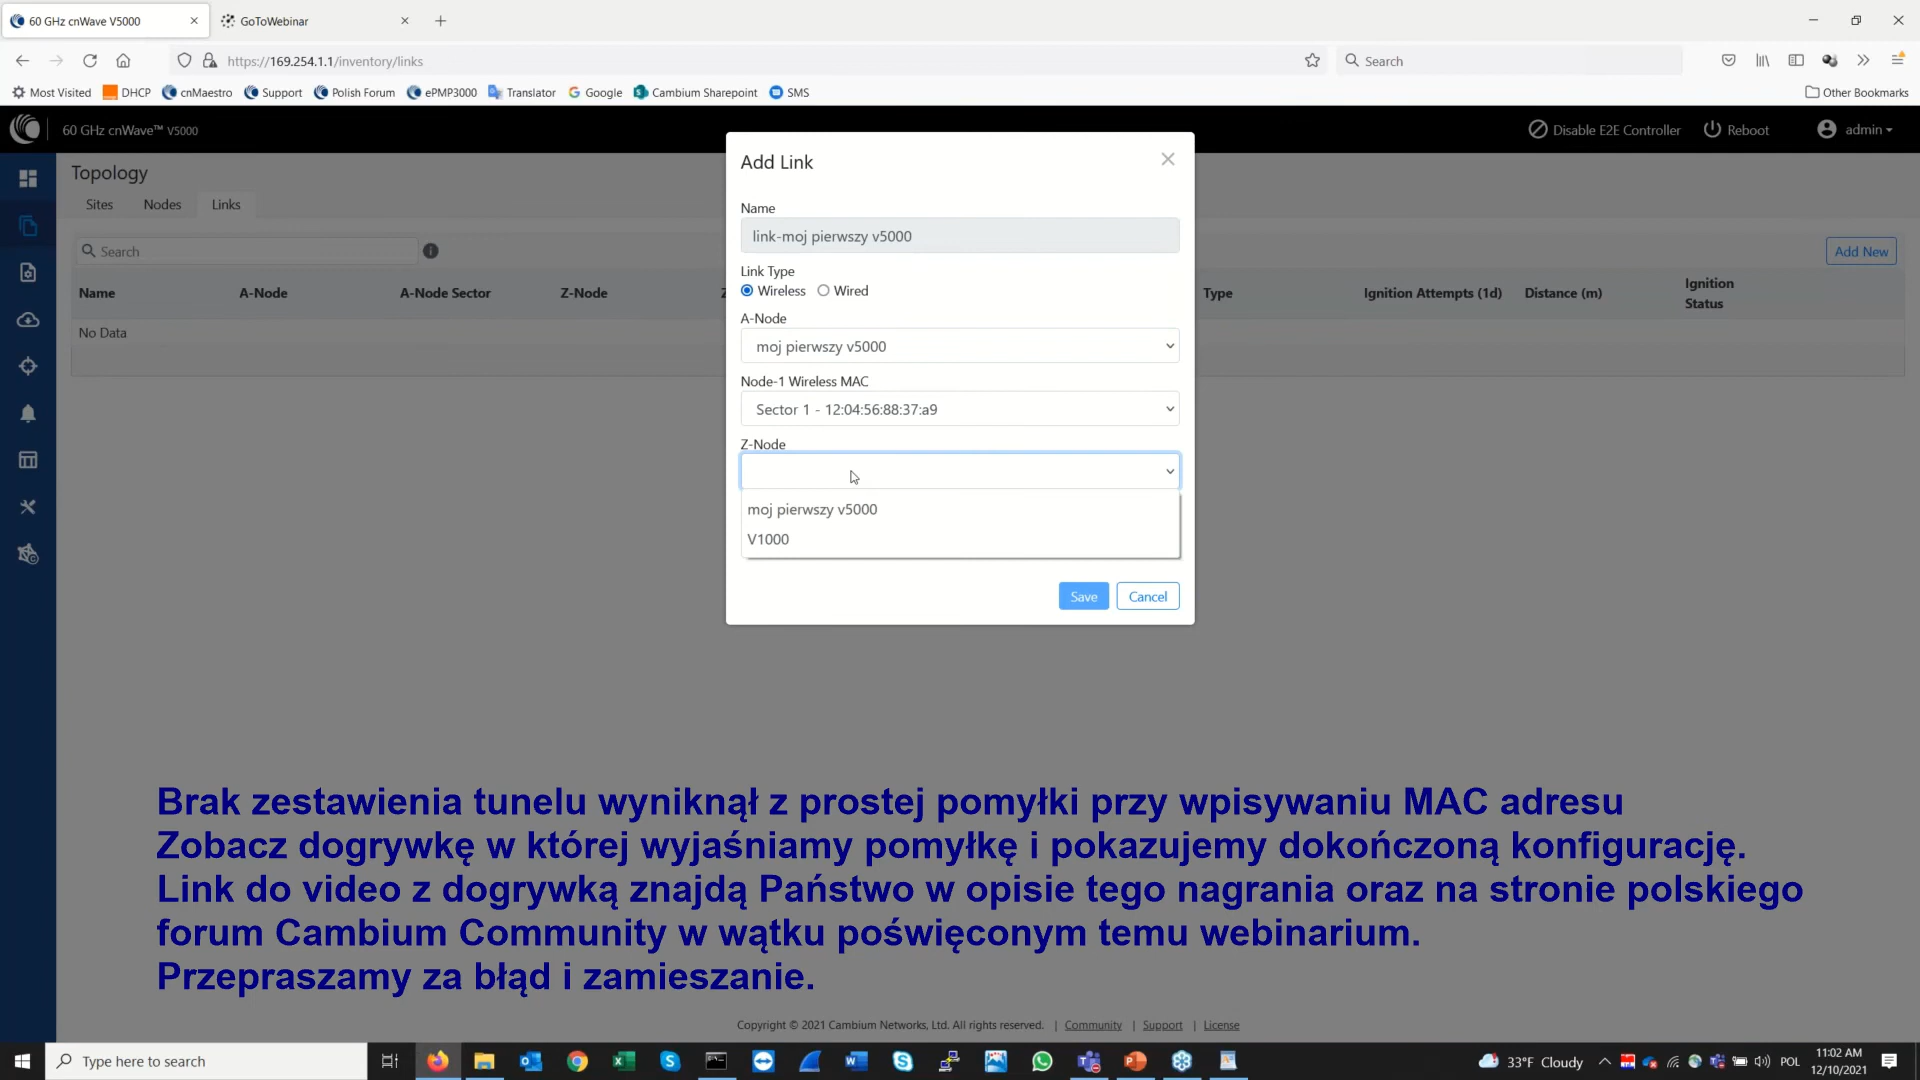 60 GHz cnWave V5000
GoToWebinar
https://169.254.1.1/inventory/links
Search
Most Visited
DHCP
cnMaestro
Support
Polish Forum
ePMP3000
Translator
Google
Cambium Sharepoint
SMS
Other Bookmarks
60 GHz cnWave™ V5000
Disable E2E Controller
Reboot
admin
Topology
Sites
Nodes
Links
Search
Add New
Name
A-Node
A-Node Sector
Z-Node
Type
Ignition Attempts (1d)
Distance (m)
Ignition
Status
No Data
Add Link
Name
link-moj pierwszy v5000
Link Type
Wireless
Wired
A-Node
moj pierwszy v5000
Node-1 Wireless MAC
Sector 1 - 12:04:56:88:37:a9
Z-Node
moj pierwszy v5000
V1000
Save
Cancel
Brak zestawienia tunelu wyniknął z prostej pomyłki przy wpisywaniu MAC adresu
Zobacz dogrywkę w której wyjaśniamy pomyłkę i pokazujemy dokończoną konfigurację.
Link do video z dogrywką znajdą Państwo w opisie tego nagrania oraz na stronie polskiego
forum Cambium Community w wątku poświęconym temu webinarium.
Przepraszamy za błąd i zamieszanie.
Copyright © 2021 Cambium Networks, Ltd. All rights reserved. | Community | Support | License
Type here to search
33°F Cloudy
POL
11:02 AM
12/10/2021